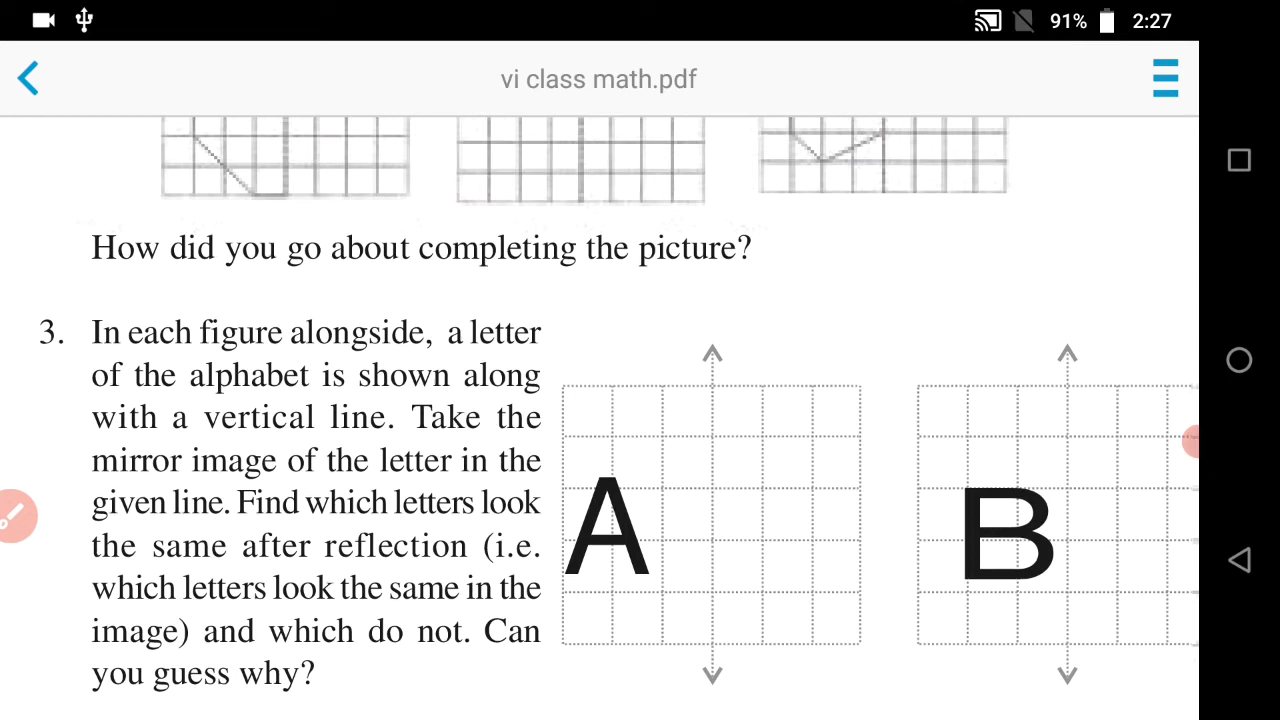 91% 2:27
vi class math.pdf
How did you go about completing the picture?
3. In each figure alongside, a letter
of the alphabet is shown along
with a vertical line. Take the
mirror image of the letter in the
given line. Find which letters look
the same after reflection (i.e.
which letters look the same in the
image) and which do not. Can
you guess why?
A B